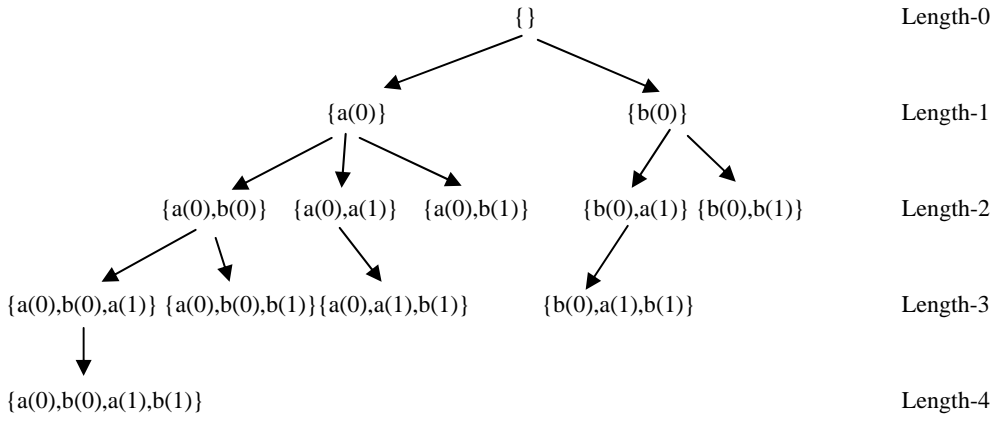 {} Length-0
{a(0)} {b(0)} Length-1
{a(0),b(0)} {a(0),a(1)} {a(0),b(1)} {b(0),a(1)} {b(0),b(1)} Length-2
{a(0),b(0),a(1)} {a(0),b(0),b(1)} {a(0),a(1),b(1)} {b(0),a(1),b(1)} Length-3
{a(0),b(0),a(1),b(1)} Length-4